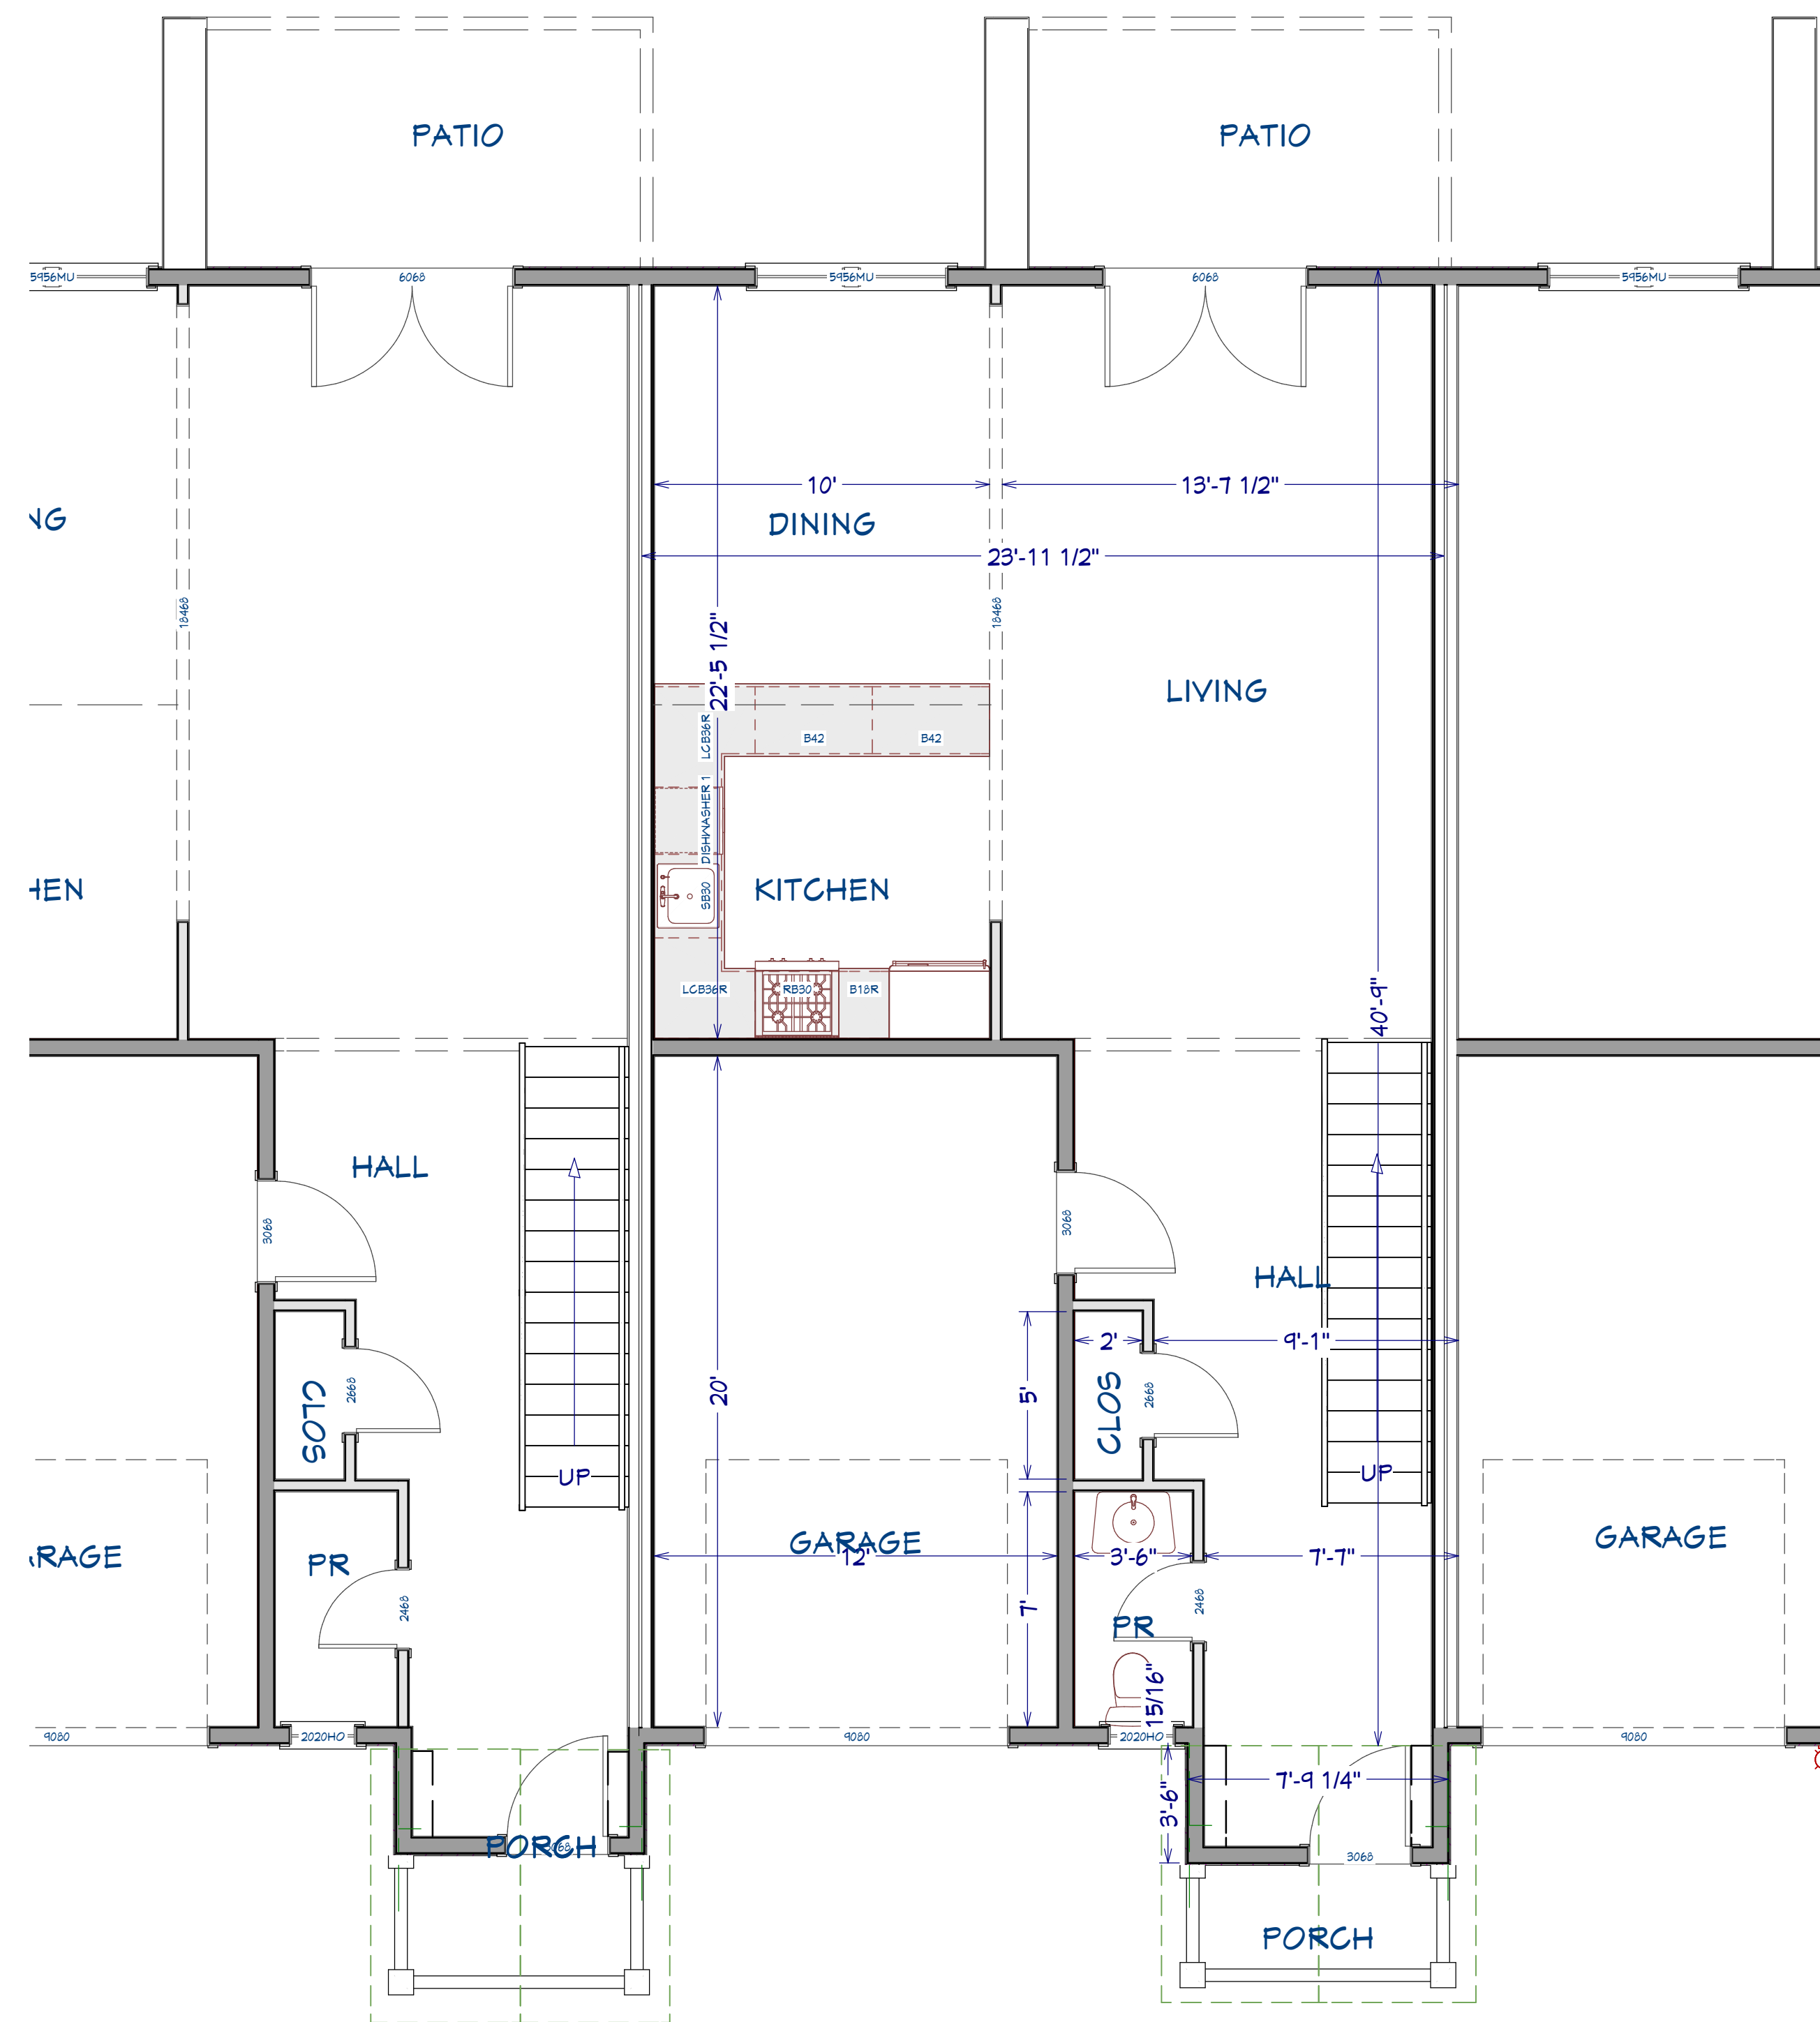 PATIO
PATIO
5956MU
6068
5956MU
6068
5956MU
10'
13'-7 1/2"
NG
DINING
23'-11 1/2"
18468
22'-5 1/2"
18468
LIVING
LCB36R
B42
B42
DISHWASHER 1
HEN
SB30
KITCHEN
LCB36R
RB30
B18R
40'-9"
HALL
3068
3068
HALL
2'
9'-1"
CLOS
2668
20'
5'
CLOS
2668
UP
UP
GARAGE
GARAGE
RAGE
PR
12'
3'-6"
7'-7"
2468
7'
2468
PR
15/16"
9080
2020HO
9080
2020HO
9080
7'-9 1/4"
3'-6"
PORCH
3068
3068
PORCH